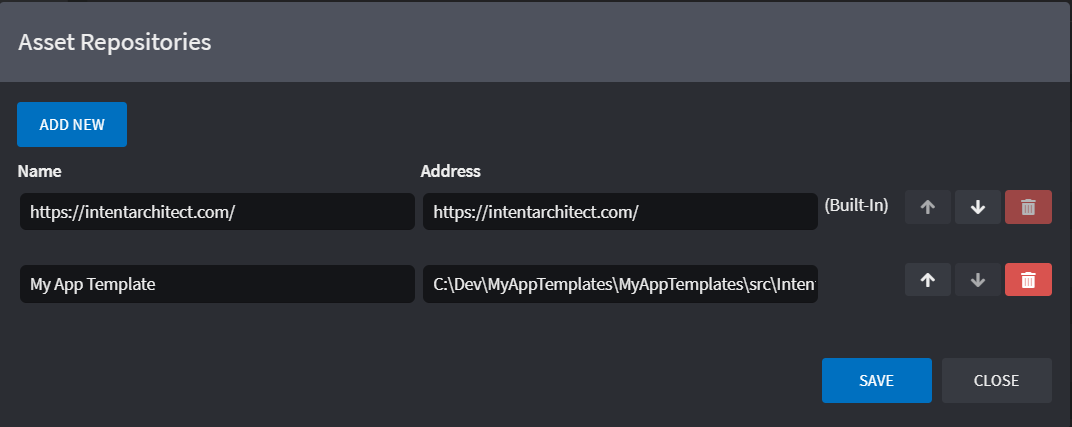 Asset Repositories
ADD NEW
Name Address
https://intentarchitect.com/ https://intentarchitect.com/ (Built-In)
My App Template C:\Dev\MyAppTemplates\MyAppTemplates\src\Inten
SAVE CLOSE